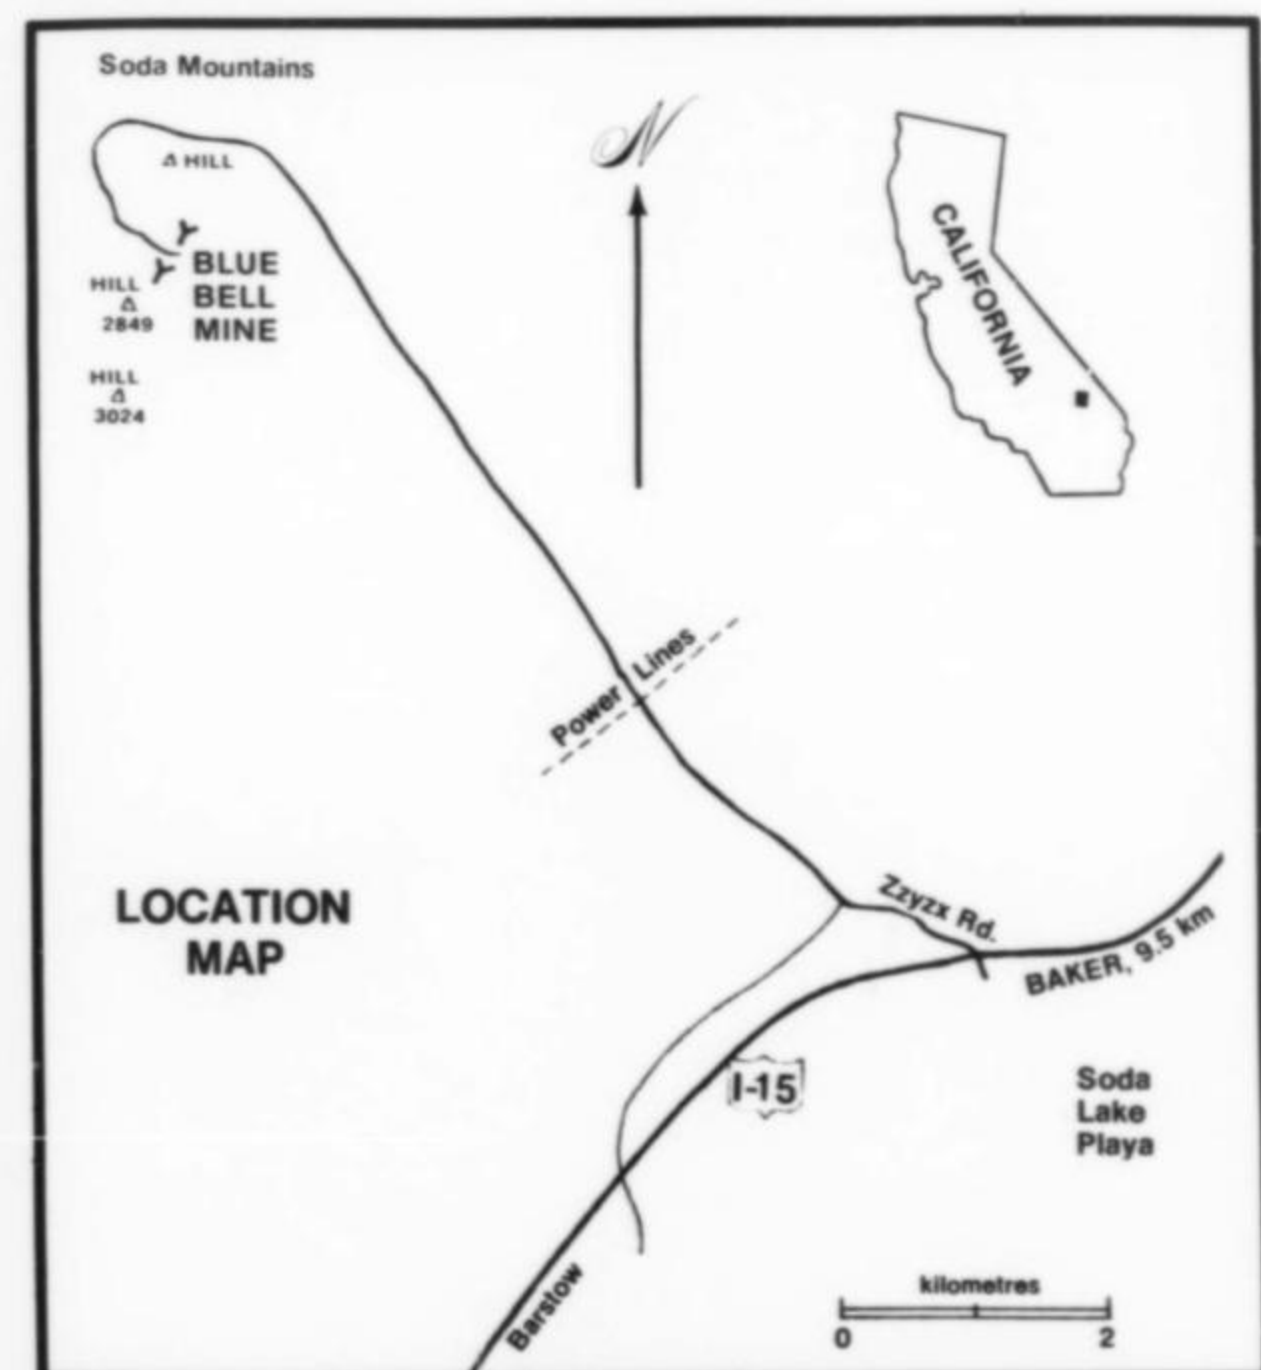 Soda Mountains
N
HILL
BLUE
BELL
MINE
HILL
2849
HILL
3024
CALIFORNIA
Power Lines
LOCATION
MAP
Zzyzx Rd.
BAKER, 9.5 km
I-15
Soda
Lake
Playa
Barstow
kilometres
0 2